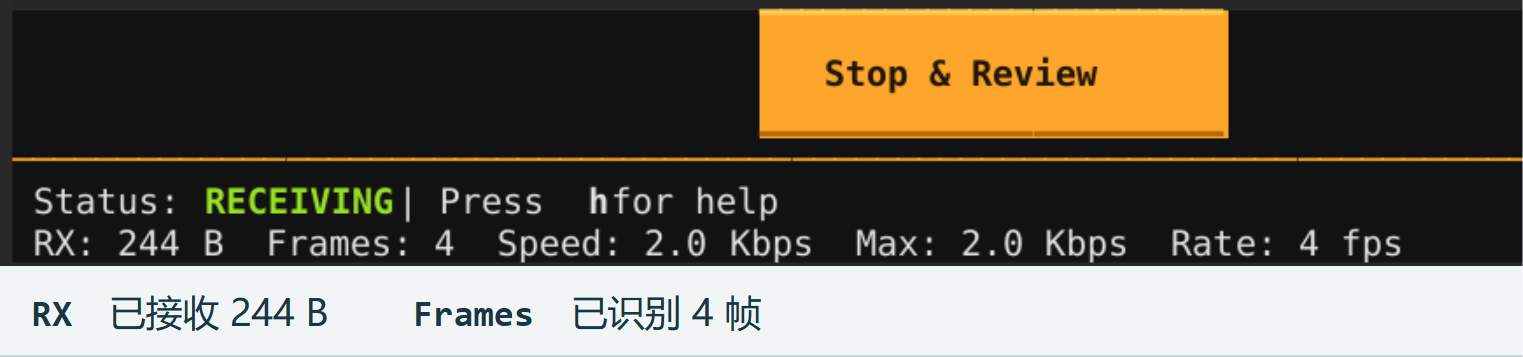 Stop & Review
Status: RECEIVING| Press  hfor help
RX: 244 B  Frames: 4  Speed: 2.0 Kbps  Max: 2.0 Kbps  Rate: 4 fps
RX 已接收 244 B Frames 已识别 4 帧